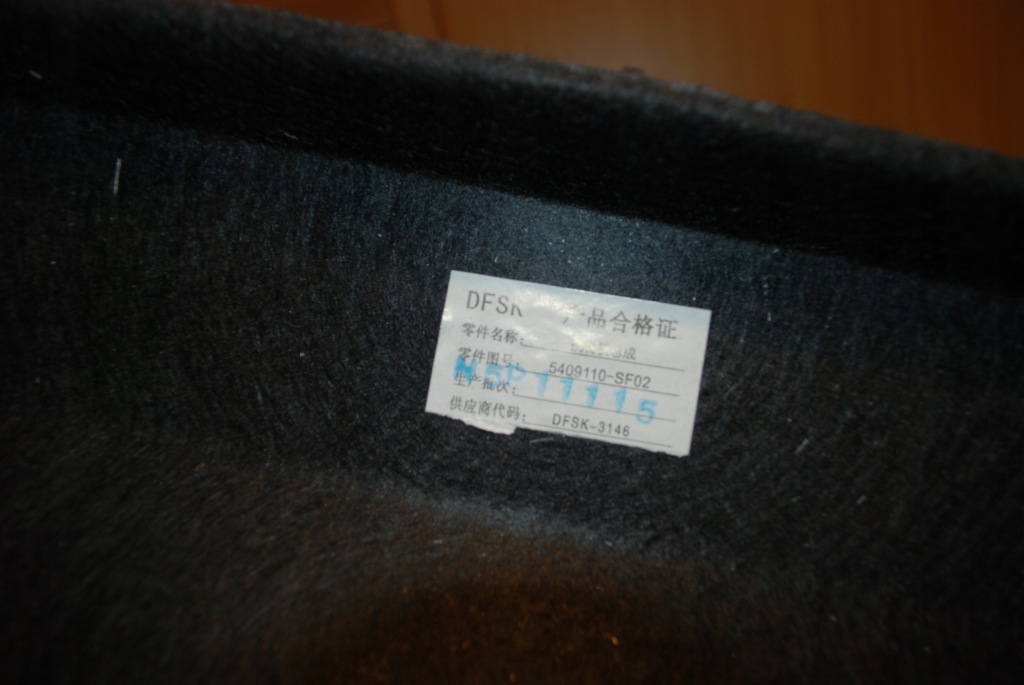 DFSK 产品合格证
零件名称:
零件图号: 5409110-SF02
生产批次: N5P11115
供应商代码: DFSK-3146